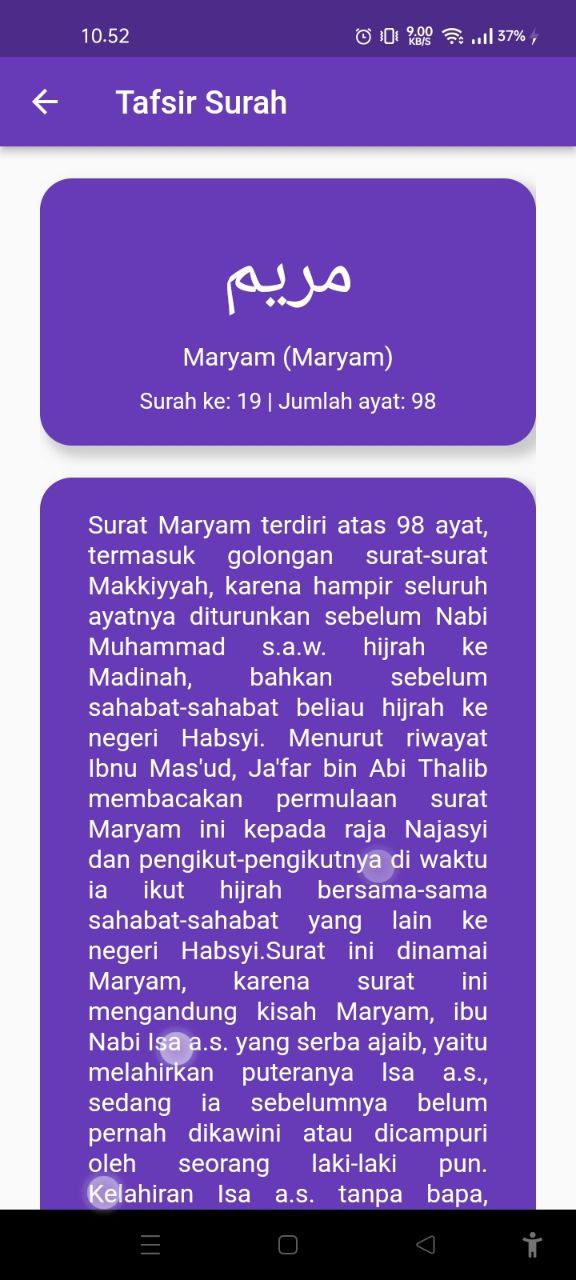 10.52
9.00
KB/S
37%
Tafsir Surah
مريم
Maryam (Maryam)
Surah ke: 19 | Jumlah ayat: 98
Surat Maryam terdiri atas 98 ayat,
termasuk golongan surat-surat
Makkiyyah, karena hampir seluruh
ayatnya diturunkan sebelum Nabi
Muhammad s.a.w. hijrah ke
Madinah, bahkan sebelum
sahabat-sahabat beliau hijrah ke
negeri Habsyi. Menurut riwayat
Ibnu Mas'ud, Ja'far bin Abi Thalib
membacakan permulaan surat
Maryam ini kepada raja Najasyi
dan pengikut-pengikutnya di waktu
ia ikut hijrah bersama-sama
sahabat-sahabat yang lain ke
negeri Habsyi.Surat ini dinamai
Maryam, karena surat ini
mengandung kisah Maryam, ibu
Nabi Isa a.s. yang serba ajaib, yaitu
melahirkan puteranya Isa a.s.,
sedang ia sebelumnya belum
pernah dikawini atau dicampuri
oleh seorang laki-laki pun.
Kelahiran Isa a.s. tanpa bapa,